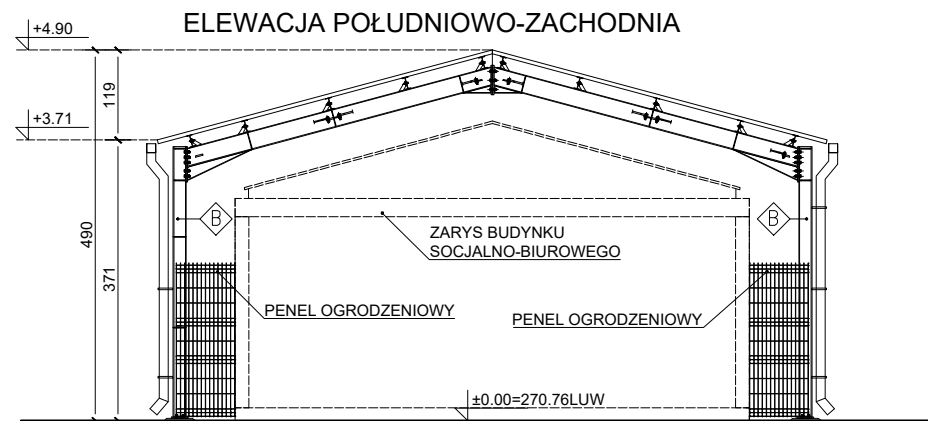 ELEWACJA POŁUDNIOWO-ZACHODNIA
+4.90
119
+3.71
490
371
B
B
ZARYS BUDYNKU
SOCJALNO-BIUROWEGO
PENEL OGRODZENIOWY
PENEL OGRODZENIOWY
±0.00=270.76LUW